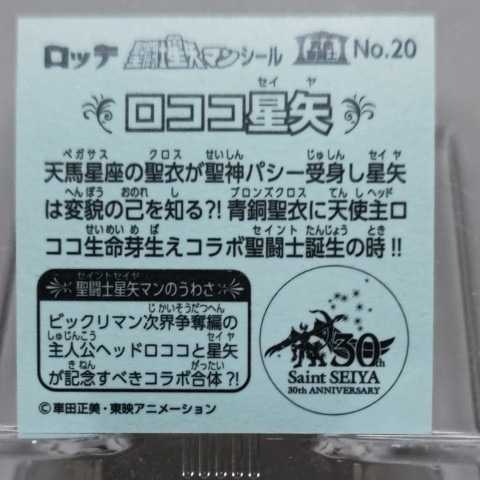 ロッテ 聖闘士星矢マンシール No.20
セイヤ
ロココ星矢
ペガサス クロス せいしん じゅしん セイヤ
天馬星座の聖衣が聖神パシー受身し星矢
へんぼう おのれ し ブロンズクロス てんし ヘッド
は変貌の己を知る?! 青銅聖衣に天使主ロ
せいめいめば セイント たんじょう とき
ココ生命芽生えコラボ聖闘士誕生の時!!
セイントセイヤ
聖闘士星矢マンのうわさ
じかいそうだつへん
ビックリマン次界争奪編の
しゅじんこう セイヤ
主人公ヘッドロココと星矢
きねん がったい
が記念すべきコラボ合体?!
30th
Saint SEIYA
30th ANNIVERSARY
©車田正美・東映アニメーション